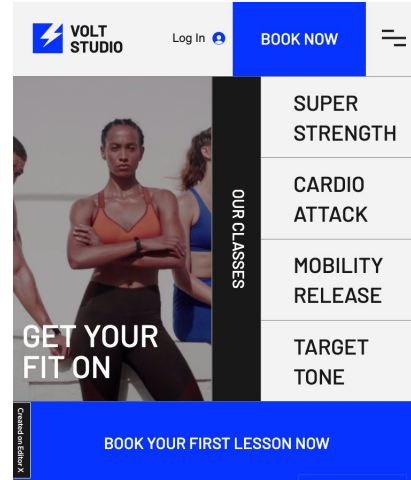 VOLT
STUDIO
Log In
BOOK NOW
GET YOUR
FIT ON
OUR CLASSES
SUPER
STRENGTH
CARDIO
ATTACK
MOBILITY
RELEASE
TARGET
TONE
Created on Editor X
BOOK YOUR FIRST LESSON NOW